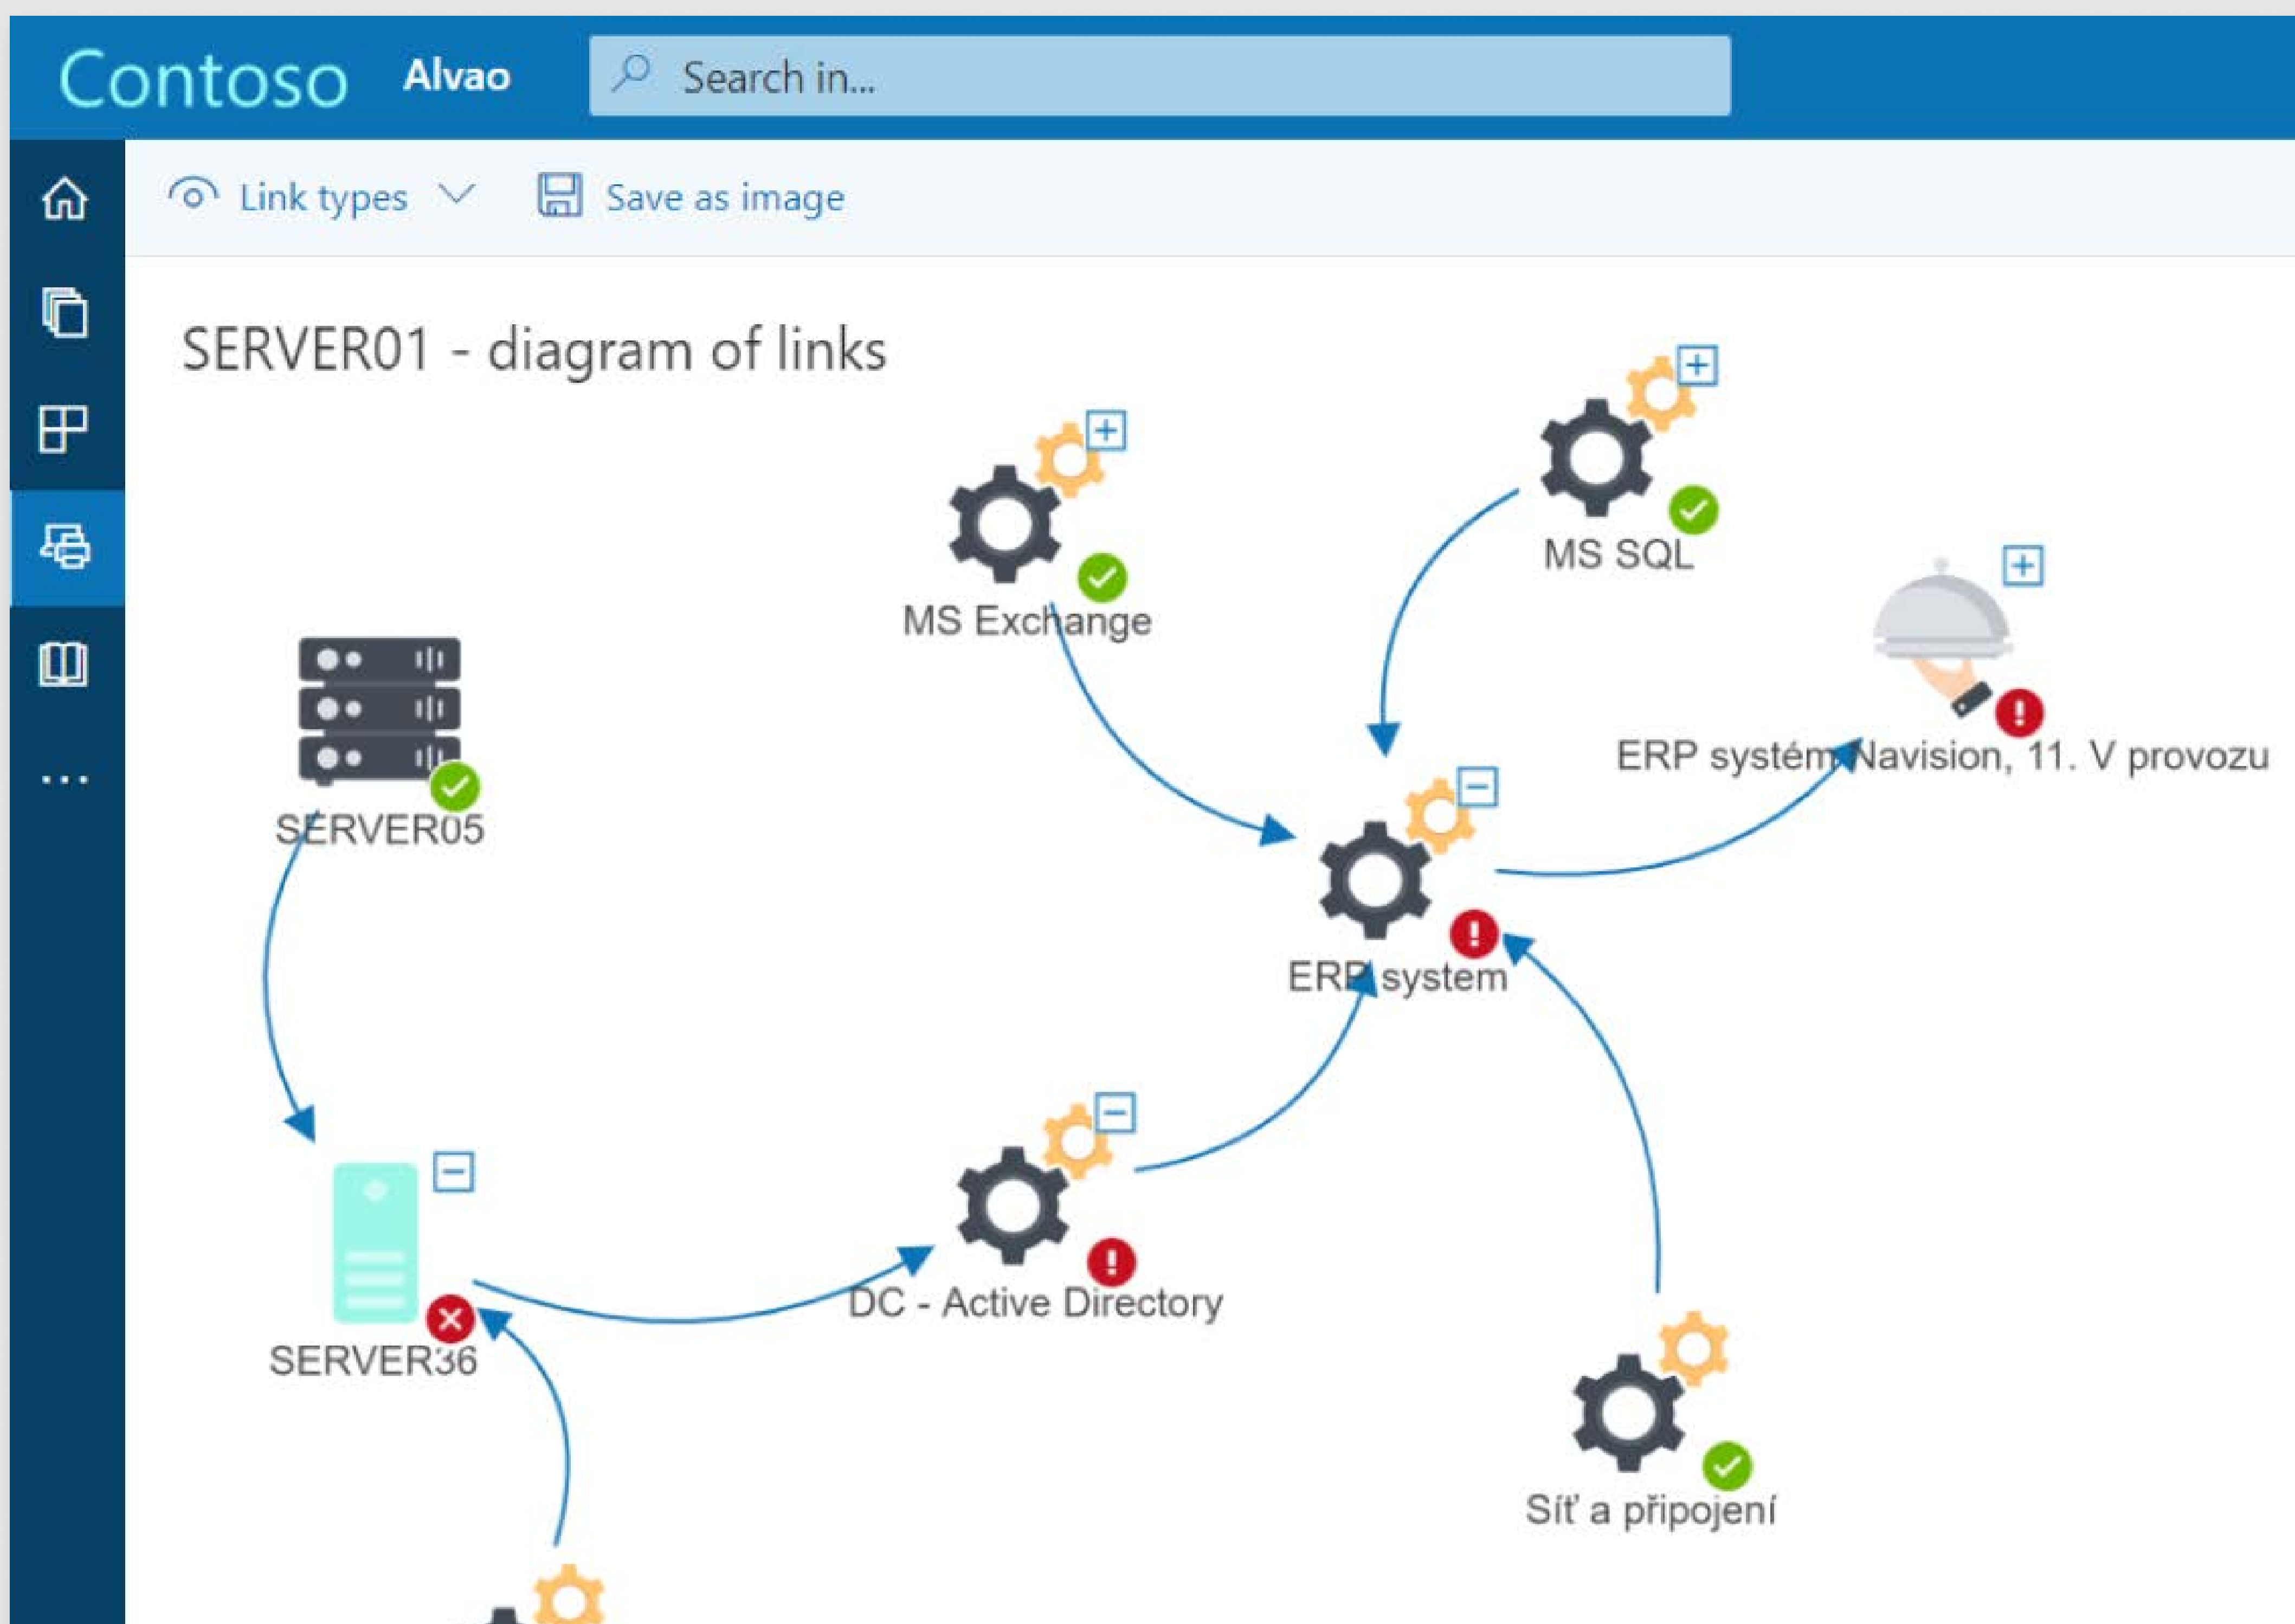 Contoso Alvao Search in...
Link types Save as image
SERVER01 - diagram of links
MS SQL
MS Exchange
ERP systém Navision, 11. V provozu
SERVER05
ERP system
DC - Active Directory
SERVER36
Síť a připojení